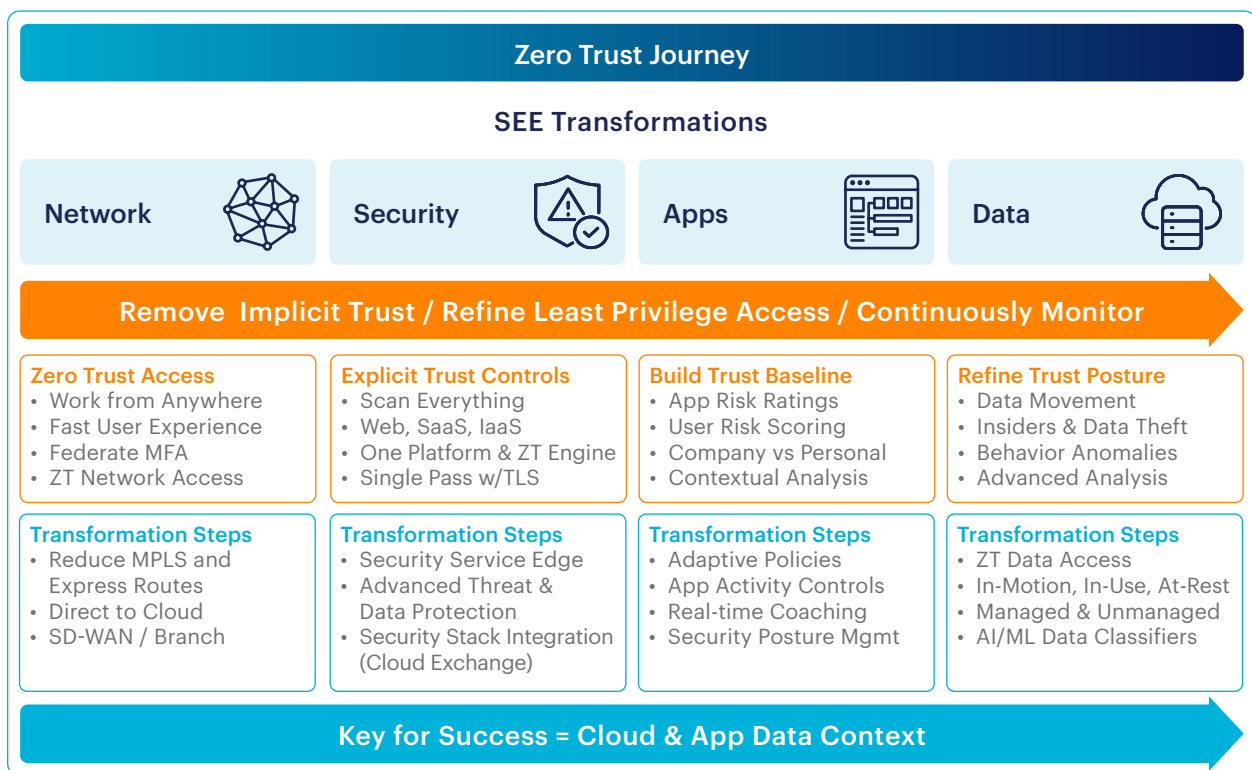 Zero Trust Journey
SEE Transformations
Network
Security
Apps
Data
Remove Implicit Trust / Refine Least Privilege Access / Continuously Monitor
Zero Trust Access
• Work from Anywhere
• Fast User Experience
• Federate MFA
• ZT Network Access
Explicit Trust Controls
• Scan Everything
• Web, SaaS, IaaS
• One Platform & ZT Engine
• Single Pass w/TLS
Build Trust Baseline
• App Risk Ratings
• User Risk Scoring
• Company vs Personal
• Contextual Analysis
Refine Trust Posture
• Data Movement
• Insiders & Data Theft
• Behavior Anomalies
• Advanced Analysis
Transformation Steps
• Reduce MPLS and
Express Routes
• Direct to Cloud
• SD-WAN / Branch
Transformation Steps
• Security Service Edge
• Advanced Threat &
Data Protection
• Security Stack Integration
(Cloud Exchange)
Transformation Steps
• Adaptive Policies
• App Activity Controls
• Real-time Coaching
• Security Posture Mgmt
Transformation Steps
• ZT Data Access
• In-Motion, In-Use, At-Rest
• Managed & Unmanaged
• AI/ML Data Classifiers
Key for Success = Cloud & App Data Context